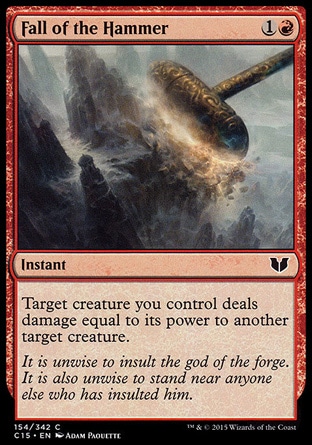 Fall of the Hammer 1
Instant
Target creature you control deals
damage equal to its power to another
target creature.
It is unwise to insult the god of the forge.
It is also unwise to stand near anyone
else who has insulted him.
154/342 C
C15 • EN Adam Paquette
™ & © 2015 Wizards of the Coast